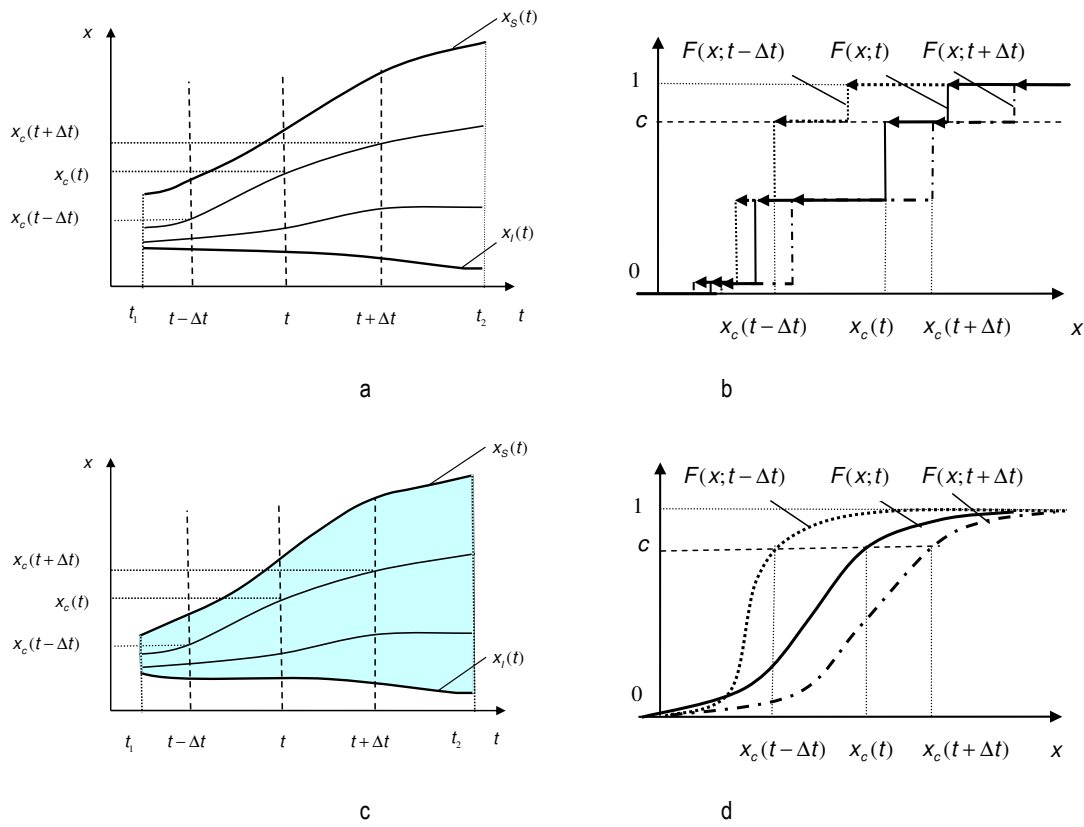 x
x_S(t)
x_c(t+Δt)
x_c(t)
x_c(t−Δt)
x_I(t)
t_1
t−Δt
t
t+Δt
t_2
t
a
F(x;t−Δt)
F(x;t)
F(x;t+Δt)
1
c
0
x_c(t−Δt)
x_c(t)
x_c(t+Δt)
x
b
x
x_S(t)
x_c(t+Δt)
x_c(t)
x_c(t−Δt)
x_I(t)
t_1
t−Δt
t
t+Δt
t_2
t
c
F(x;t−Δt)
F(x;t)
F(x;t+Δt)
1
c
0
x_c(t−Δt)
x_c(t)
x_c(t+Δt)
x
d